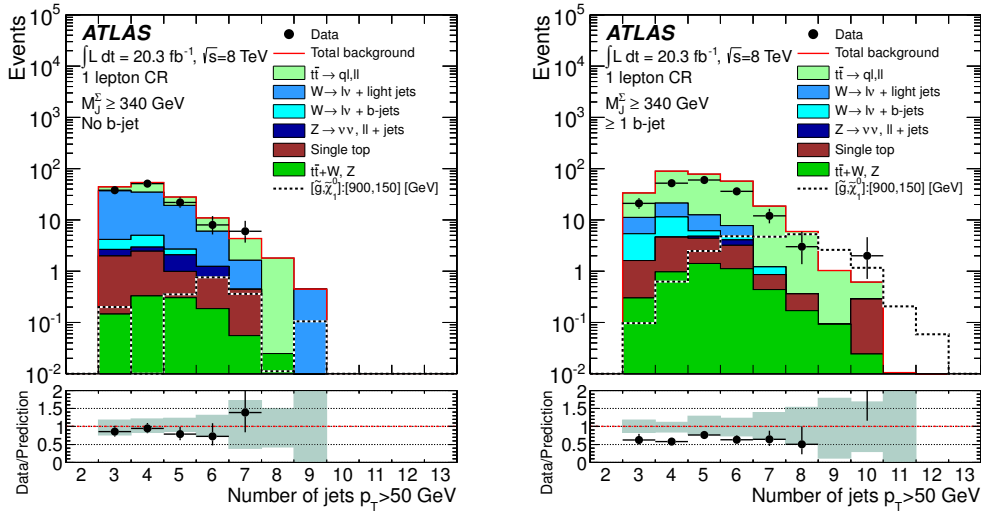 ATLAS
∫L dt = 20.3 fb⁻¹, √s=8 TeV
1 lepton CR
M_J^Σ ≥ 340 GeV
No b-jet
Data
Total background
tt̄ → ql,ll
W→lν + light jets
W→lν + b-jets
Z→νν, ll + jets
Single top
tt̄+W, Z
[g̃,χ̃₁⁰]:[900,150] [GeV]
Events
10⁵
10⁴
10³
10²
10
1
10⁻¹
10⁻²
Data/Prediction
2
1.5
1
0.5
0
2 3 4 5 6 7 8 9 10 11 12 13
Number of jets p_T>50 GeV
ATLAS
∫L dt = 20.3 fb⁻¹, √s=8 TeV
1 lepton CR
M_J^Σ ≥ 340 GeV
≥ 1 b-jet
Data
Total background
tt̄ → ql,ll
W→lν + light jets
W→lν + b-jets
Z→νν, ll + jets
Single top
tt̄+W, Z
[g̃,χ̃₁⁰]:[900,150] [GeV]
Events
10⁵
10⁴
10³
10²
10
1
10⁻¹
10⁻²
Data/Prediction
2
1.5
1
0.5
0
2 3 4 5 6 7 8 9 10 11 12 13
Number of jets p_T>50 GeV